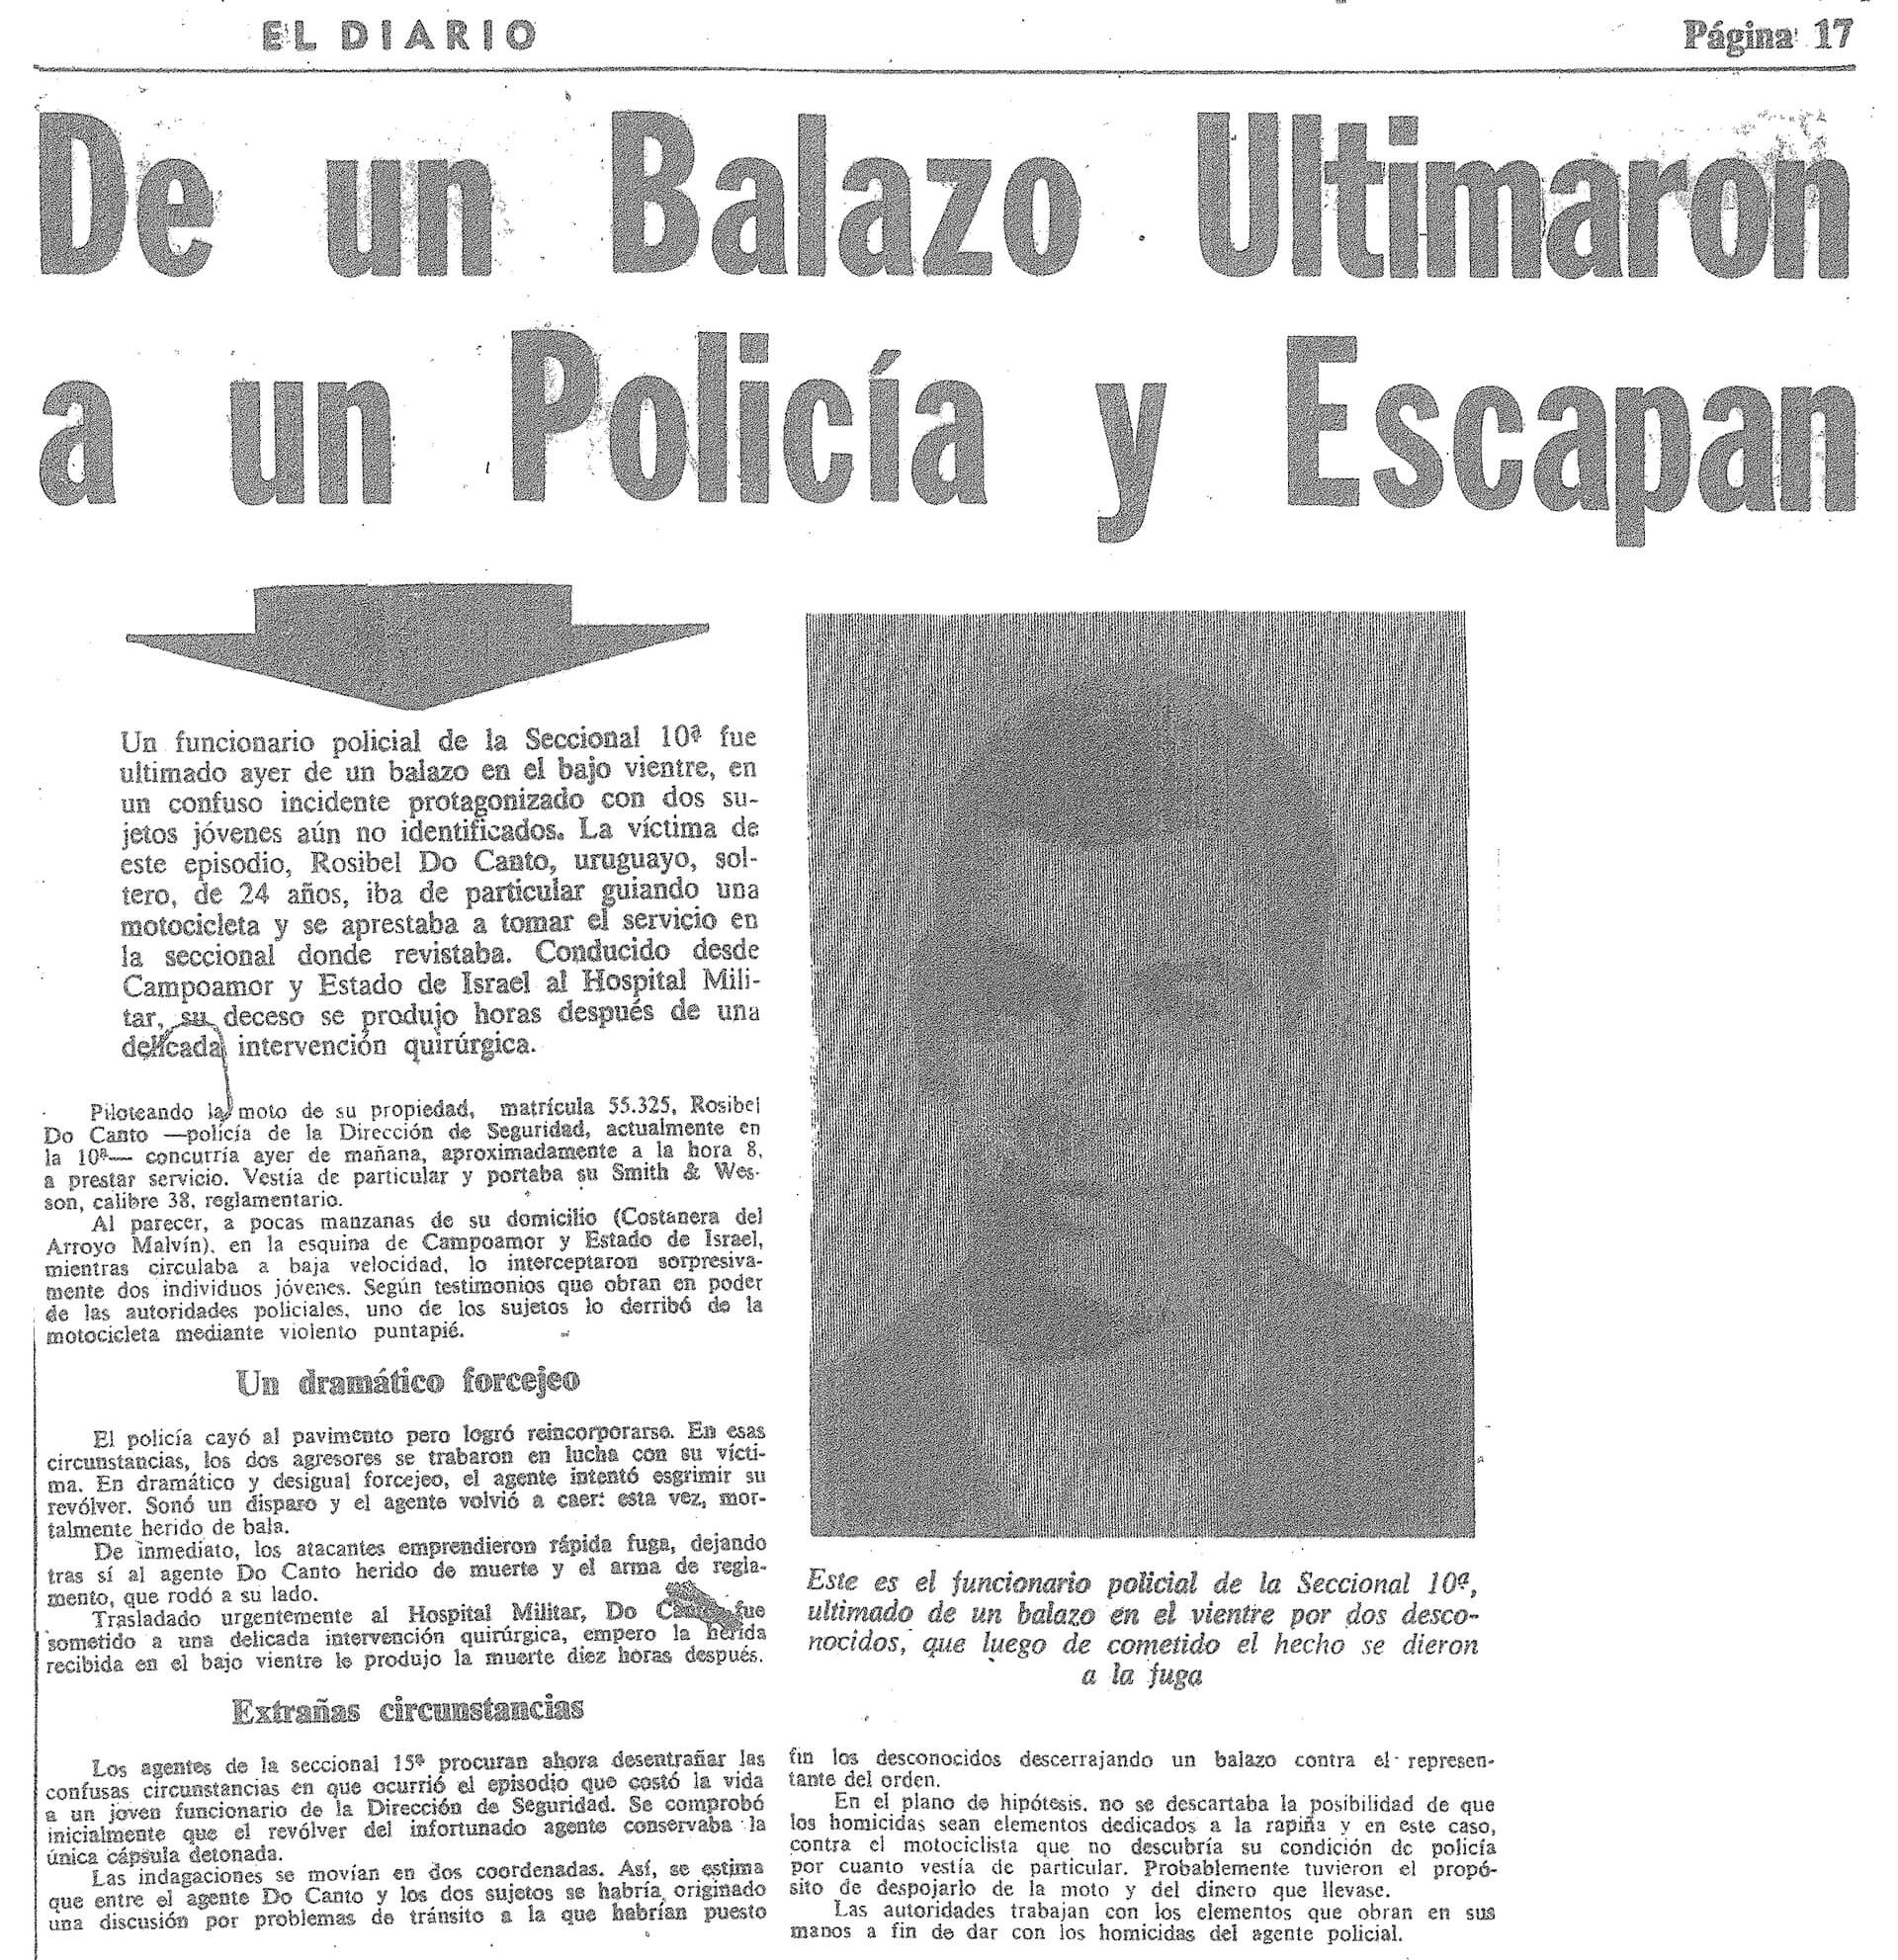 EL DIARIO
Página 17
De un Balazo Ultimaron
a un Policía y Escapan
Un funcionario policial de la Seccional 10ª fue
ultimado ayer de un balazo en el bajo vientre, en
un confuso incidente protagonizado con dos su-
jetos jóvenes aún no identificados. La víctima de
este episodio, Rosibel Do Canto, uruguayo, sol-
tero, de 24 años, iba de particular guiando una
motocicleta y se aprestaba a tomar el servicio en
la seccional donde revistaba. Conducido desde
Campoamor y Estado de Israel al Hospital Mili-
tar, su deceso se produjo horas después de una
delicada intervención quirúrgica.
Piloteando la moto de su propiedad, matrícula 55.325, Rosibel
Do Canto —policía de la Dirección de Seguridad, actualmente en
la 10ª— concurría ayer de mañana, aproximadamente a la hora 8,
a prestar servicio. Vestía de particular y portaba su Smith & Wes-
son, calibre 38, reglamentario.
Al parecer, a pocas manzanas de su domicilio (Costanera del
Arroyo Malvín), en la esquina de Campoamor y Estado de Israel,
mientras circulaba a baja velocidad, lo interceptaron sorpresiva-
mente dos individuos jóvenes. Según testimonios que obran en poder
de las autoridades policiales, uno de los sujetos lo derribó de la
motocicleta mediante violento puntapié.
Un dramático forcejeo
El policía cayó al pavimento pero logró reincorporarse. En esas
circunstancias, los dos agresores se trabaron en lucha con su vícti-
ma. En dramático y desigual forcejeo, el agente intentó esgrimir su
revólver. Sonó un disparo y el agente volvió a caer: esta vez, mor-
talmente herido de bala.
De inmediato, los atacantes emprendieron rápida fuga, dejando
tras sí al agente Do Canto herido de muerte y el arma de regla-
mento, que rodó a su lado.
Trasladado urgentemente al Hospital Militar, Do Canto fue
sometido a una delicada intervención quirúrgica, empero la herida
recibida en el bajo vientre le produjo la muerte diez horas después.
Extrañas circunstancias
Los agentes de la seccional 15ª procuran ahora desentrañar las
confusas circunstancias en que ocurrió el episodio que costó la vida
a un joven funcionario de la Dirección de Seguridad. Se comprobó
inicialmente que el revólver del infortunado agente conservaba la
única cápsula detonada.
Las indagaciones se movían en dos coordenadas. Así, se estima
que entre el agente Do Canto y los dos sujetos se habría originado
una discusión por problemas de tránsito a la que habrían puesto
Este es el funcionario policial de la Seccional 10ª,
ultimado de un balazo en el vientre por dos desco-
nocidos, que luego de cometido el hecho se dieron
a la fuga
fin los desconocidos descerrajando un balazo contra el represen-
tante del orden.
En el plano de hipótesis, no se descartaba la posibilidad de que
los homicidas sean elementos dedicados a la rapiña y en este caso,
contra el motociclista que no descubría su condición de policía
por cuanto vestía de particular. Probablemente tuvieron el propó-
sito de despojarlo de la moto y del dinero que llevase.
Las autoridades trabajan con los elementos que obran en sus
manos a fin de dar con los homicidas del agente policial.